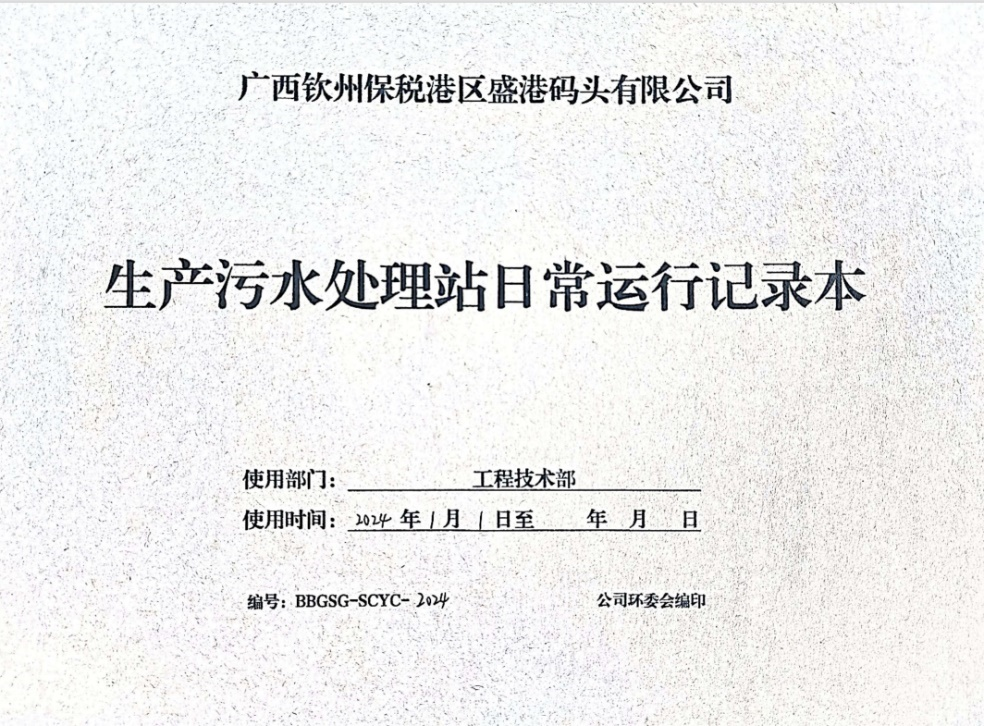 广西钦州保税港区盛港码头有限公司
生产污水处理站日常运行记录本
使用部门：工程技术部
使用时间：2024年1月1日至 年 月 日
编号：BBGSG-SCYC-2024 公司环委会编印